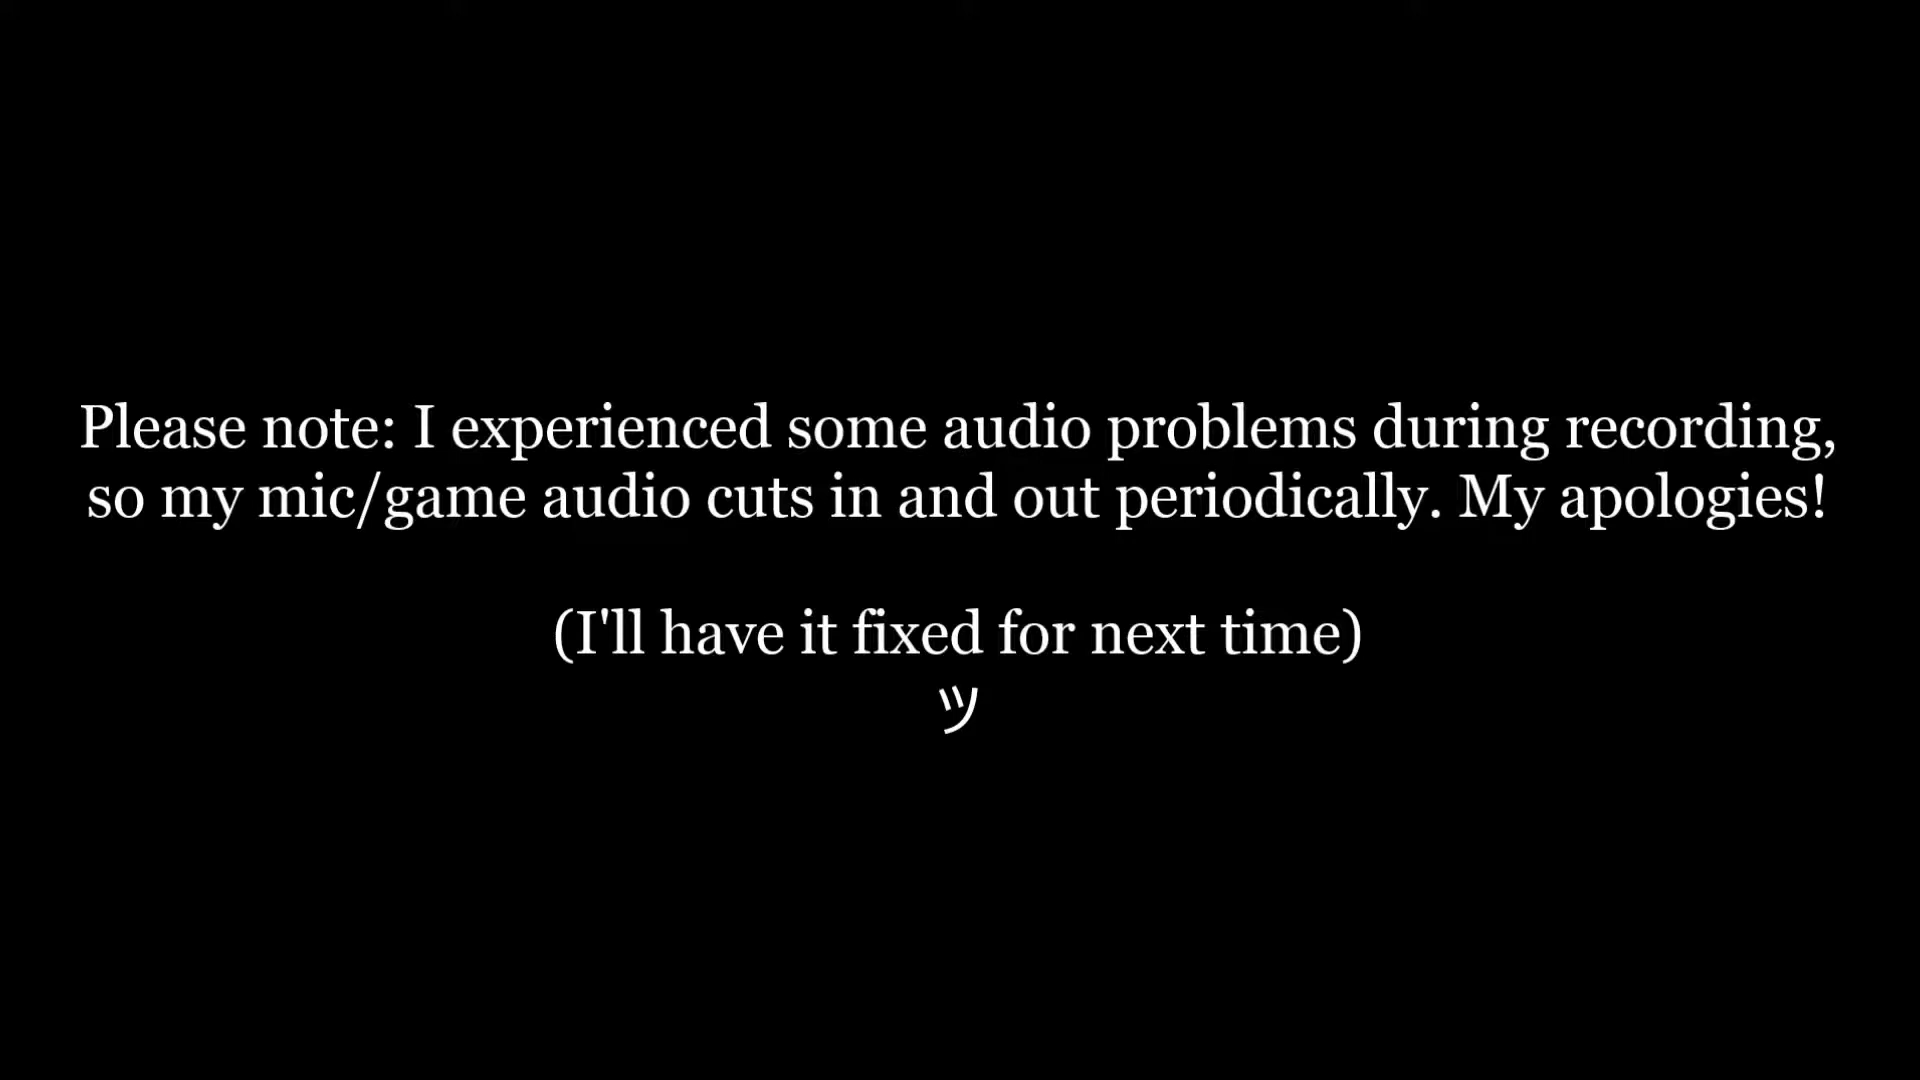 Please note: I experienced some audio problems during recording,
so my mic/game audio cuts in and out periodically. My apologies!
(I'll have it fixed for next time)
ツ